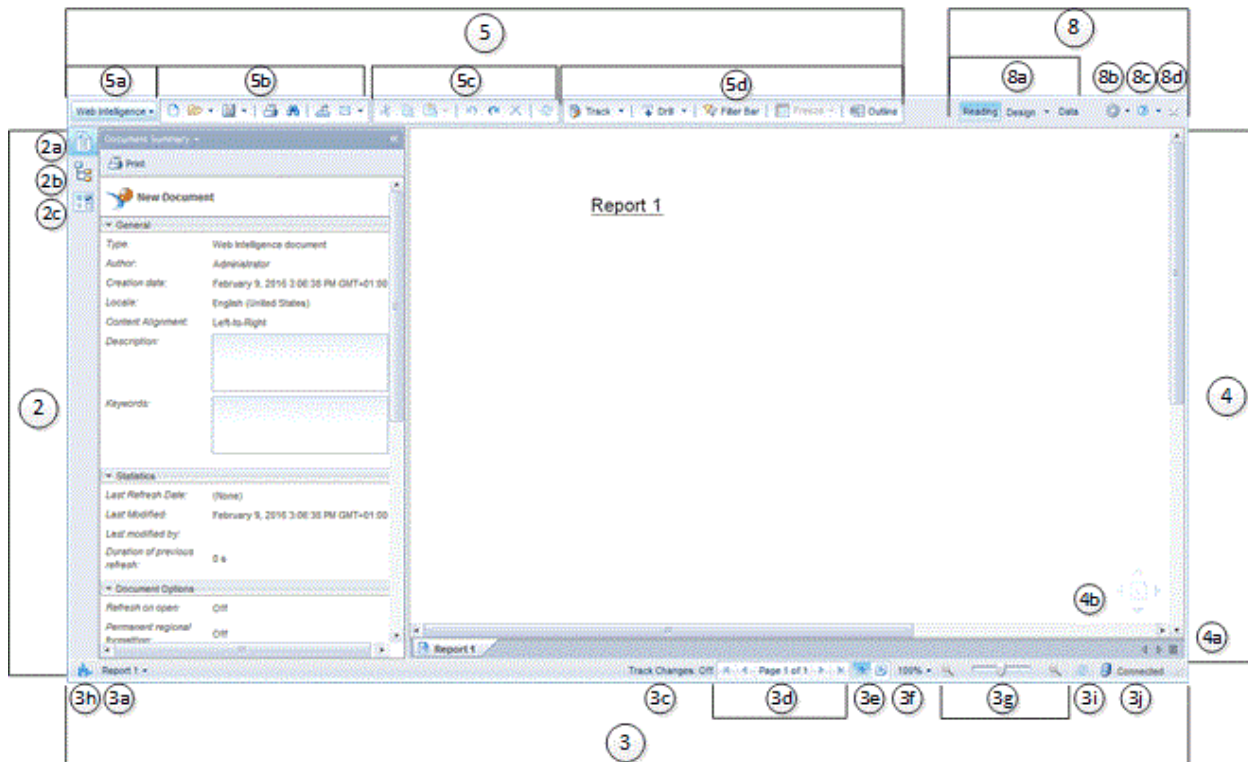 5
8
5a
5b
5c
5d
8a
8b
8c
8d
Web Intelligence
Track
Drill
Filter Bar
Freeze
Outline
Reading
Design
Data
2a
2b
2c
Document Summary
Print
New Document
General
Type:
Web Intelligence document
Author:
Administrator
Creation date:
February 9, 2016 3:06:38 PM GMT+01:00
Locale:
English (United States)
Content Alignment:
Left-to-Right
Description:
Keywords:
Statistics
Last Refresh Date:
(None)
Last Modified:
February 9, 2016 3:06:38 PM GMT+01:00
Last modified by:
Duration of previous
refresh:
0 s
Document Options
Refresh on open:
Off
Permanent regional
formatting:
Off
Report 1
2
4
4b
4a
Report 1
Report 1
Track Changes: Off
Page 1 of 1
100%
Connected
3h
3a
3c
3d
3e
3f
3g
3i
3j
3